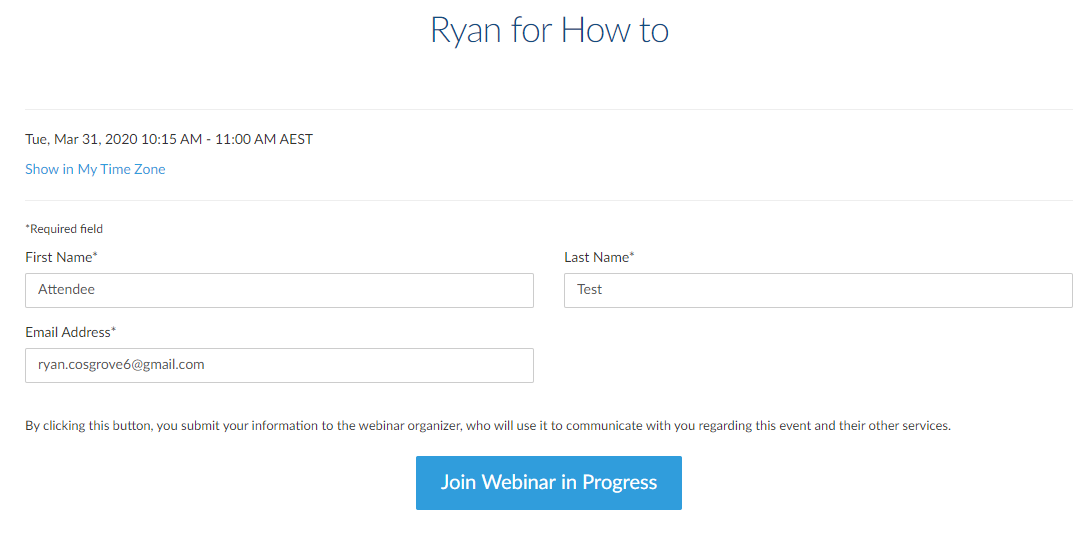 Ryan for How to
Tue, Mar 31, 2020 10:15 AM - 11:00 AM AEST
Show in My Time Zone
*Required field
First Name*
Last Name*
Attendee
Test
Email Address*
ryan.cosgrove6@gmail.com
By clicking this button, you submit your information to the webinar organizer, who will use it to communicate with you regarding this event and their other services.
Join Webinar in Progress